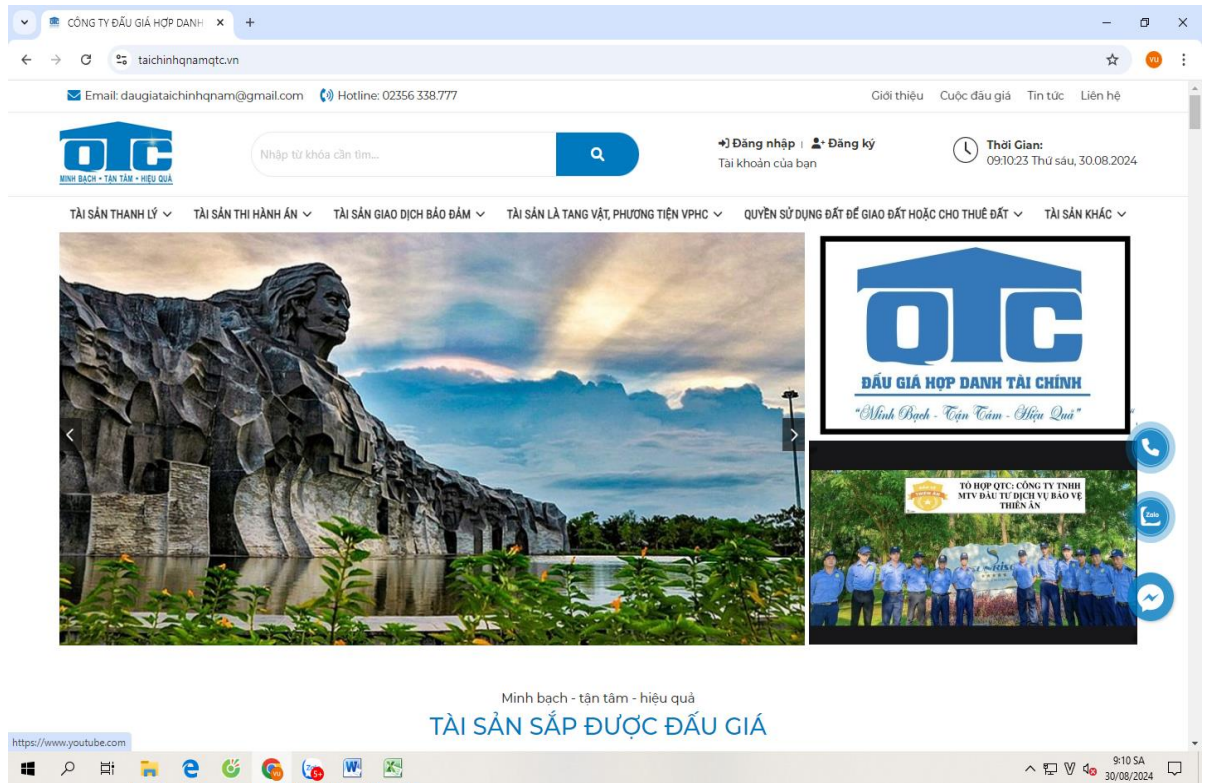 CÔNG TY ĐẤU GIÁ HỢP DANH
taichinhqnamqtc.vn
VU
Email: daugiataichinhqnam@gmail.com Hotline: 02356 338.777 Giới thiệu Cuộc đấu giá Tin tức Liên hệ
QTC
MINH BẠCH - TẬN TÂM - HIỆU QUẢ
Nhập từ khóa cần tìm...
Đăng nhập | Đăng ký
Tài khoản của bạn
Thời Gian:
09:10:23 Thứ sáu, 30.08.2024
TÀI SẢN THANH LÝ TÀI SẢN THI HÀNH ÁN TÀI SẢN GIAO DỊCH BẢO ĐẢM TÀI SẢN LÀ TANG VẬT, PHƯƠNG TIỆN VPHC QUYỀN SỬ DỤNG ĐẤT ĐỂ GIAO ĐẤT HOẶC CHO THUÊ ĐẤT TÀI SẢN KHÁC
QTC
ĐẤU GIÁ HỢP DANH TÀI CHÍNH
"Minh Bạch - Tận Tâm - Hiệu Quả"
TỔ HỢP QTC: CÔNG TY TNHH
MTV ĐẦU TƯ DỊCH VỤ BẢO VỆ
THIÊN ÂN
Zalo
Minh bạch - tận tâm - hiệu quả
TÀI SẢN SẮP ĐƯỢC ĐẤU GIÁ
https://www.youtube.com
5+
9:10 SA
30/08/2024